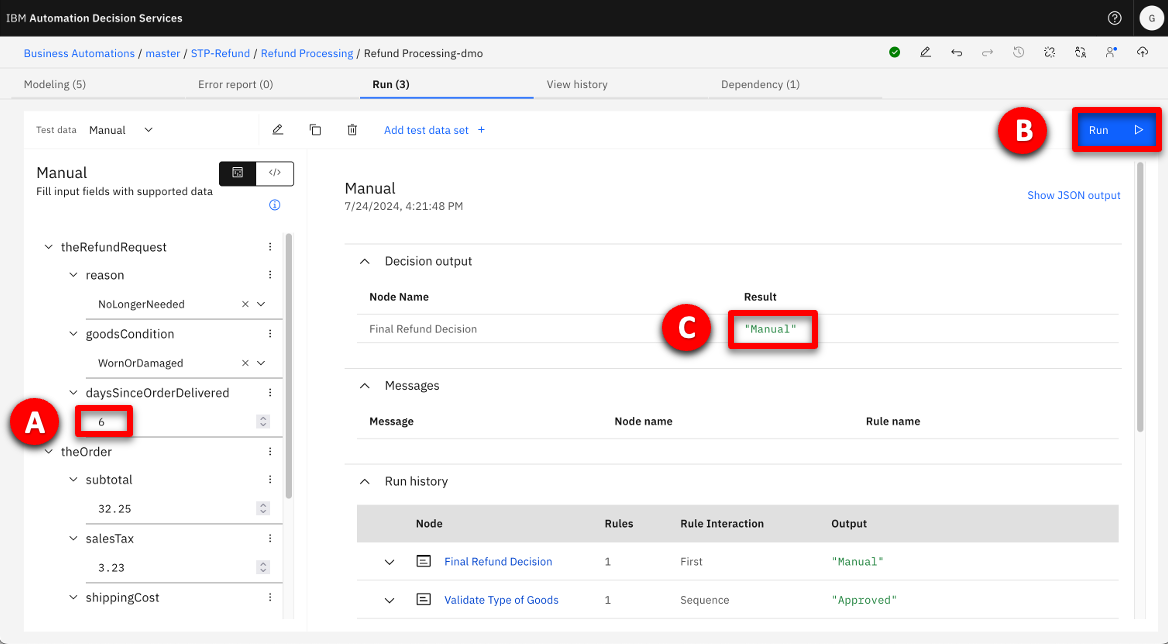 IBM Automation Decision Services
G
Business Automations / master / STP-Refund / Refund Processing / Refund Processing-dmo
Modeling (5) Error report (0) Run (3) View history Dependency (1)
Test data Manual Add test data set +
B
Run
Manual
Fill input fields with supported data
</>
Manual
7/24/2024, 4:21:48 PM
Show JSON output
theRefundRequest
reason
NoLongerNeeded
goodsCondition
WornOrDamaged
daysSinceOrderDelivered
A
6
theOrder
subtotal
32.25
salesTax
3.23
shippingCost
Decision output
Node Name Result
Final Refund Decision
C
"Manual"
Messages
Message Node name Rule name
Run history
Node Rules Rule Interaction Output
Final Refund Decision 1 First "Manual"
Validate Type of Goods 1 Sequence "Approved"